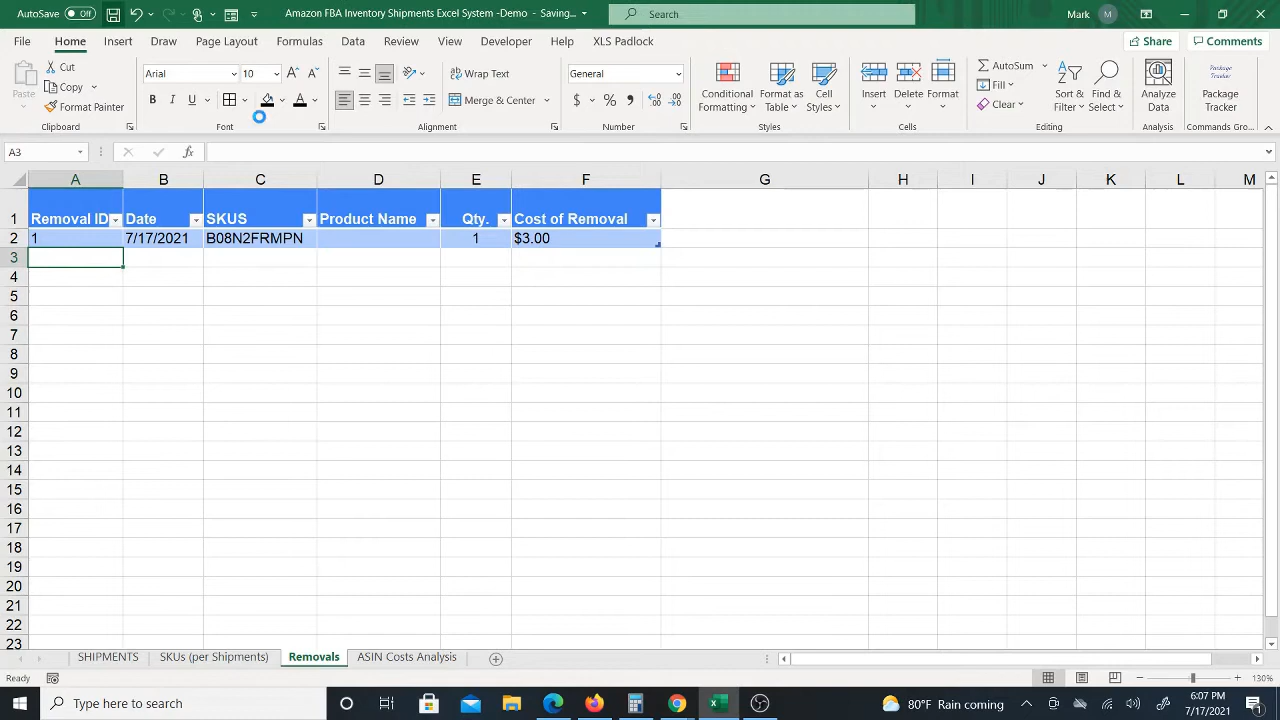 AutoSave Off Amazon FBA Inventory Shipments Excel System -Demo - Saving... Search Mark M
File Home Insert Draw Page Layout Formulas Data Review View Developer Help XLS Padlock Share Comments
Paste Cut Copy Format Painter Clipboard
Arial 10 B I U A Font
ab Wrap Text Merge & Center Alignment
General $ % , Number
Conditional Formatting Format as Table Cell Styles Styles
Insert Delete Format Cells
AutoSum Fill Clear Sort & Filter Find & Select Editing
Analyze Data Analysis
Package Tracker Package Tracker Commands Gro...
A3 fx
A B C D E F G H I J K L M
1 Removal ID Date SKUS Product Name Qty. Cost of Removal
2 1 7/17/2021 B08N2FRMPN 1 $3.00
3
4
5
6
7
8
9
10
11
12
13
14
15
16
17
18
19
20
21
22
23
SHIPMENTS SKUs (per Shipments) Removals ASIN Costs Analysis
Ready 130%
Type here to search 80°F Rain coming 6:07 PM
7/17/2021